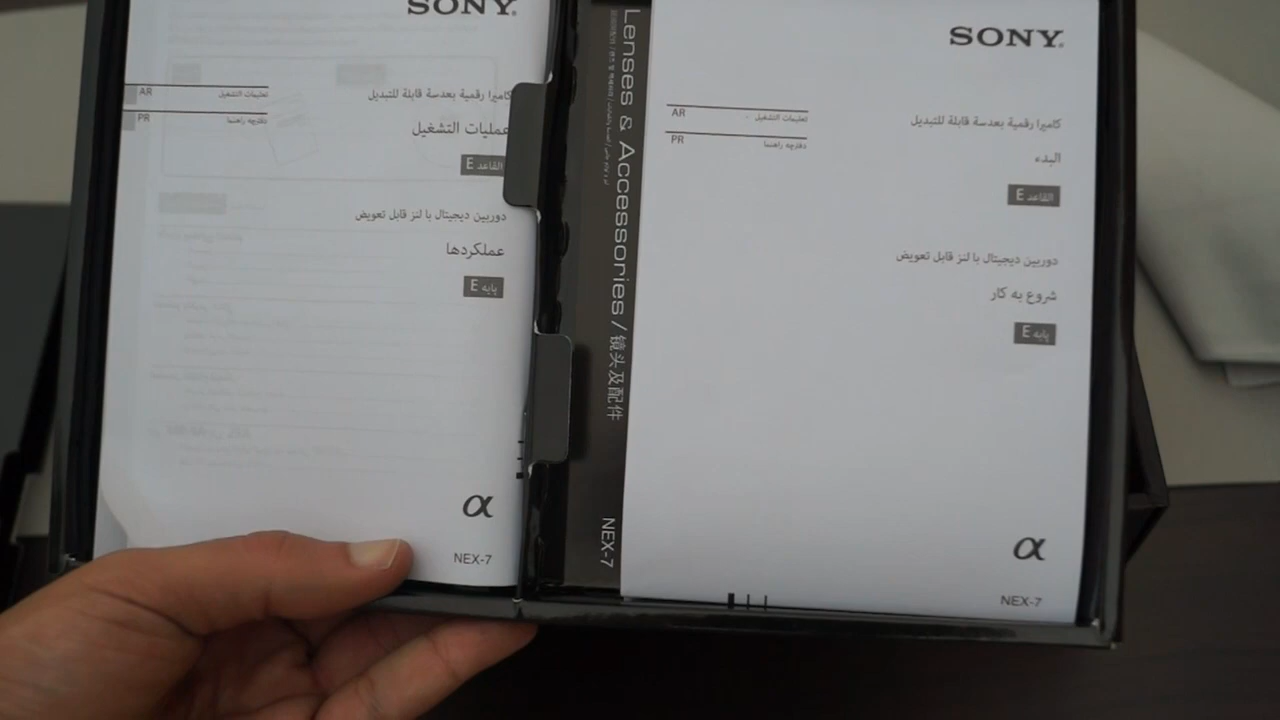 SONY
AR تعليمات التشغيل
PR دفترچه راهنما
كاميرا رقمية بعدسة قابلة للتبديل
عمليات التشغيل
القاعد E
دوربین دیجیتال با لنز قابل تعویض
عملکردها
پایه E
α
NEX-7
Lenses & Accessories / 镜头及配件
NEX-7
SONY
AR تعليمات التشغيل
PR دفترچه راهنما
كاميرا رقمية بعدسة قابلة للتبديل
البدء
القاعد E
دوربین دیجیتال با لنز قابل تعویض
شروع به کار
پایه E
α
NEX-7